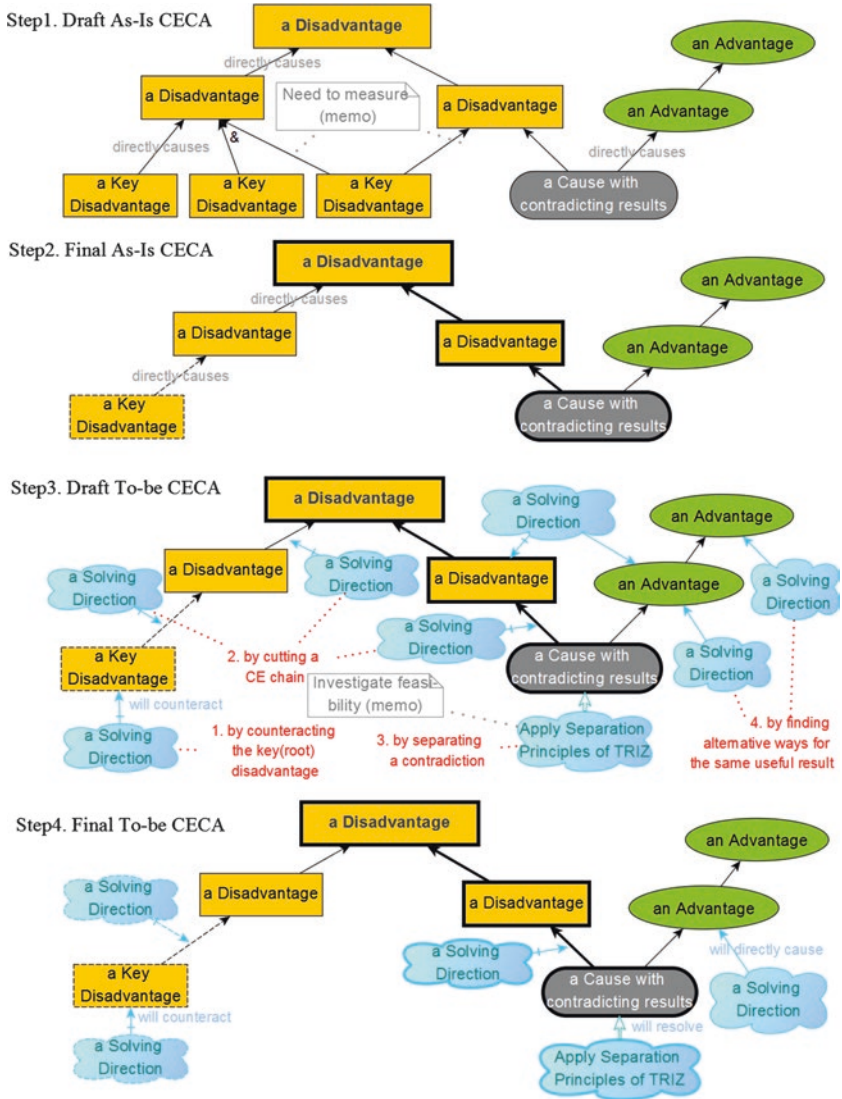 Step1. Draft As-Is CECA
a Disadvantage
an Advantage
directly causes
a Disadvantage
Need to measure
(memo)
a Disadvantage
an Advantage
directly causes
&
directly causes
a Key
Disadvantage
a Key
Disadvantage
a Key
Disadvantage
a Cause with
contradicting results
Step2. Final As-Is CECA
a Disadvantage
an Advantage
directly causes
a Disadvantage
a Disadvantage
an Advantage
directly causes
a Key
Disadvantage
a Cause with
contradicting results
Step3. Draft To-be CECA
a Disadvantage
a Solving
Direction
an Advantage
a Solving
Direction
a Disadvantage
a Solving
Direction
a Disadvantage
an Advantage
a Solving
Direction
a Key
Disadvantage
2. by cutting a
CE chain
a Solving
Direction
a Cause with
contradicting results
a Solving
Direction
will counteract
Investigate feasi
bility (memo)
a Solving
Direction
1. by counteracting
the key(root)
disadvantage
3. by separating
a contradiction
Apply Separation
Principles of TRIZ
4. by finding
alternative ways for
the same useful result
Step4. Final To-be CECA
a Disadvantage
an Advantage
a Solving
Direction
a Disadvantage
a Disadvantage
an Advantage
a Key
Disadvantage
a Solving
Direction
a Cause with
contradicting results
will directly cause
a Solving
Direction
will counteract
a Solving
Direction
will resolve
Apply Separation
Principles of TRIZ